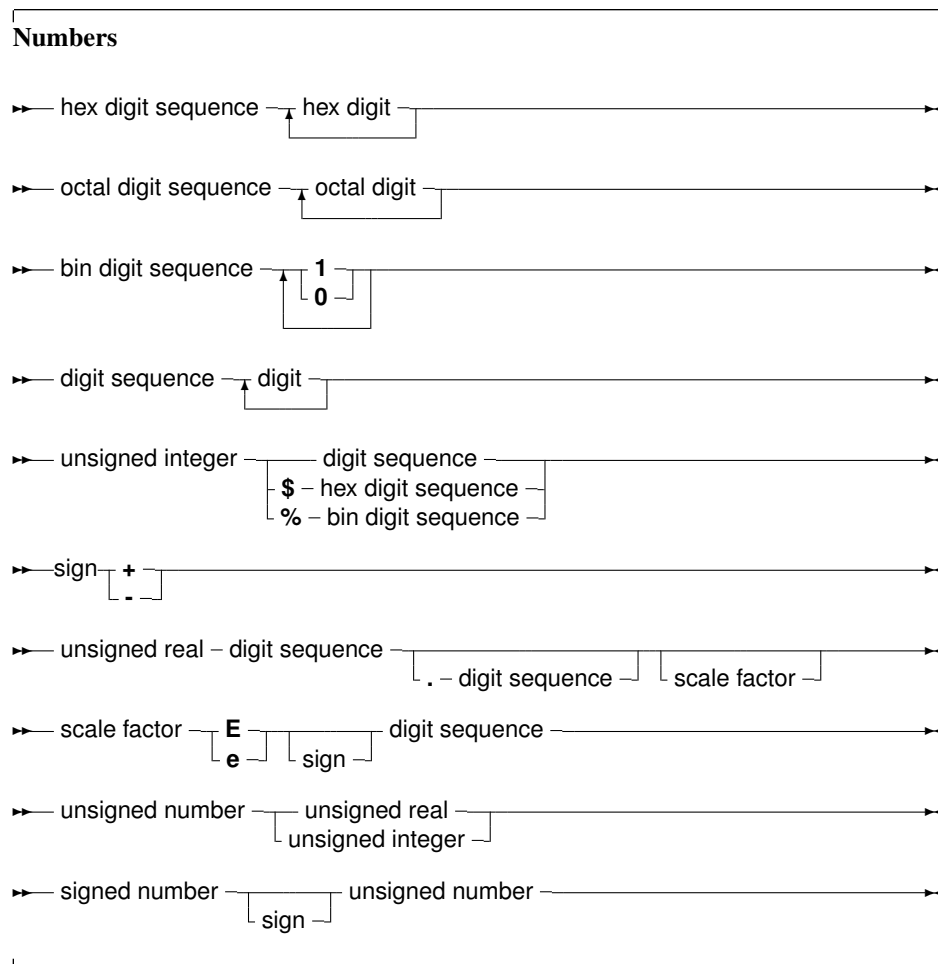 Numbers
hex digit sequence hex digit
octal digit sequence octal digit
bin digit sequence 1
0
digit sequence digit
unsigned integer digit sequence
$ hex digit sequence
% bin digit sequence
sign +
-
unsigned real digit sequence
. digit sequence scale factor
scale factor E digit sequence
e sign
unsigned number unsigned real
unsigned integer
signed number unsigned number
sign